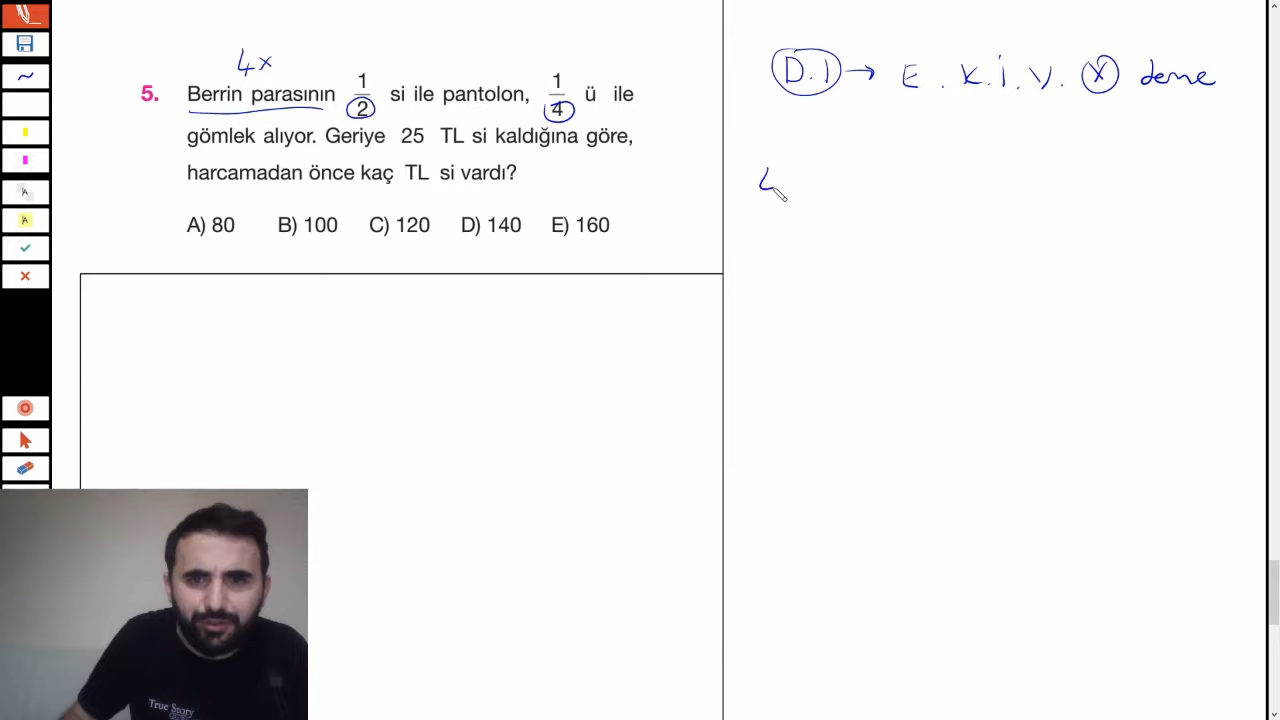 4x
5. Berrin parasının 1/2 si ile pantolon, 1/4 ü ile
gömlek alıyor. Geriye 25 TL si kaldığına göre,
harcamadan önce kaç TL si vardı?
A) 80 B) 100 C) 120 D) 140 E) 160
D.I → E.K.İ.V. X deme
True Story